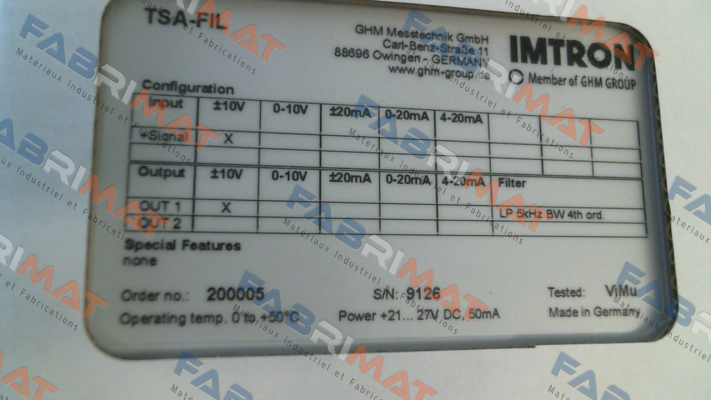 TSA-FIL
GHM Messtechnik GmbH
Carl-Benz-Straße 11
88696 Owingen - GERMANY
www.ghm-group.de
IMTRON
Member of GHM GROUP
Configuration
Input ±10V 0-10V ±20mA 0-20mA 4-20mA
+Signal X
Output ±10V 0-10V ±20mA 0-20mA 4-20mA Filter
OUT 1 X LP 5kHz BW 4th ord.
OUT 2
Special Features
none
Order no.: 200005 S/N: 9126 Tested: VjMu
Operating temp. 0 to +50°C Power +21... 27V DC, 50mA Made in Germany
FABRIMAT
Materiaux Industriel et Fabrications